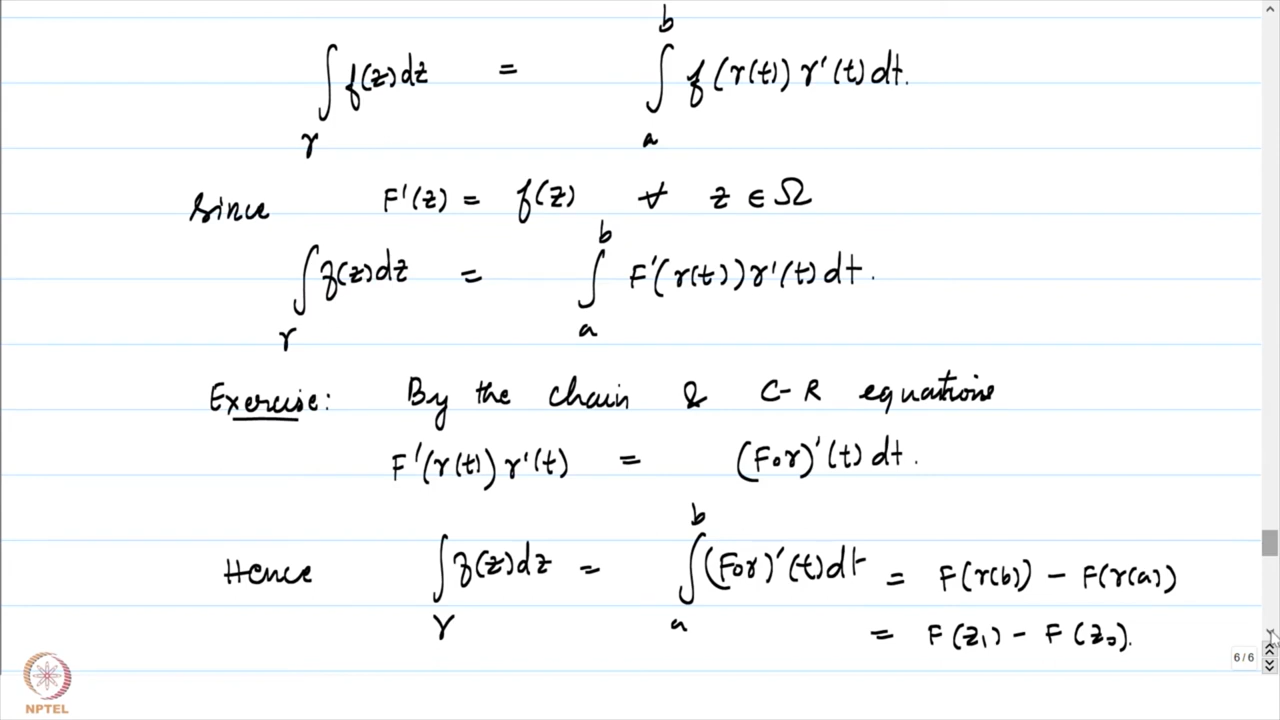 ∫_γ f(z)dz = ∫_a^b f(γ(t)) γ'(t) dt.
Since F'(z) = f(z) ∀ z ∈ Ω
∫_γ f(z)dz = ∫_a^b F'(γ(t)) γ'(t) dt.
Exercise: By the chain & C-R equations
F'(γ(t)) γ'(t) = (F∘γ)'(t) dt.
Hence ∫_γ f(z)dz = ∫_a^b (F∘γ)'(t) dt = F(γ(b)) - F(γ(a))
= F(z₁) - F(z₀).
6 / 6
NPTEL